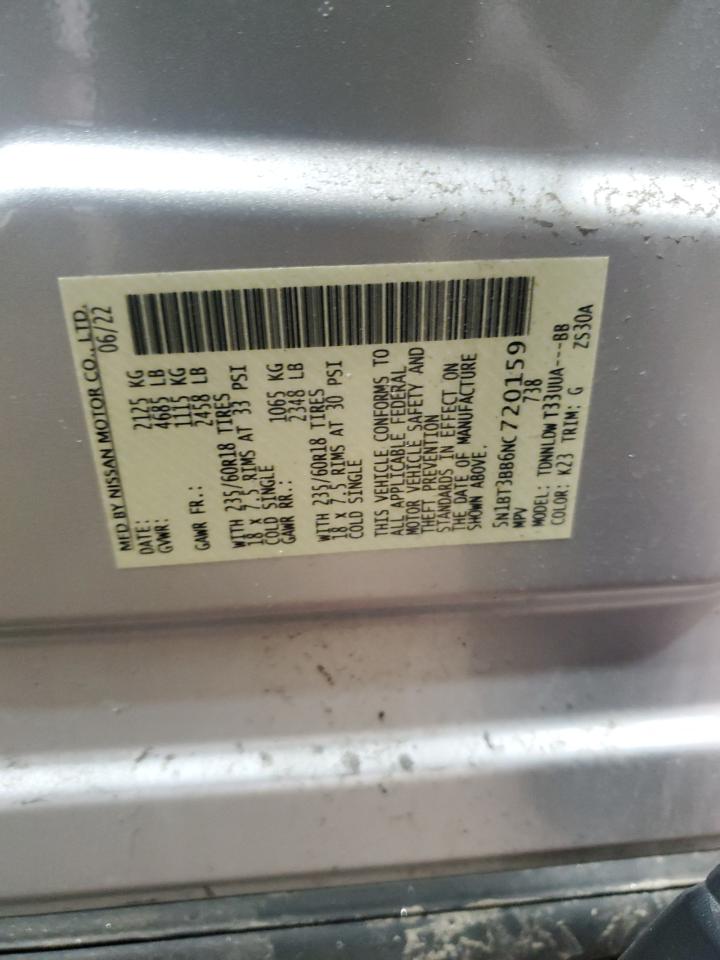 MFD BY NISSAN MOTOR CO., LTD.
DATE: 06/22
GVWR: 2125 KG
4685 LB
1115 KG
GAWR FR.: 2458 LB
WITH 235/60R18 TIRES
18 X 7.5 RIMS AT 33 PSI
COLD SINGLE
GAWR RR.: 1065 KG
2348 LB
WITH 235/60R18 TIRES
18 X 7.5 RIMS AT 30 PSI
COLD SINGLE
THIS VEHICLE CONFORMS TO
ALL APPLICABLE FEDERAL
MOTOR VEHICLE SAFETY AND
THEFT PREVENTION
STANDARDS IN EFFECT ON
THE DATE OF MANUFACTURE
SHOWN ABOVE.
5N1BT3BB6NC720159
MPV 738
MODEL: TDNNLDWT33UUA---BB
COLOR: K23 TRIM: G ZS30A